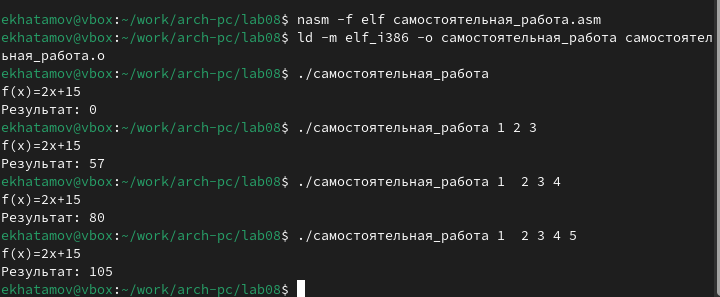 ekhatamov@vbox:~/work/arch-pc/lab08$ nasm -f elf самостоятельная_работа.asm
ekhatamov@vbox:~/work/arch-pc/lab08$ ld -m elf_i386 -o самостоятельная_работа самостоятел
ьная_работа.o
ekhatamov@vbox:~/work/arch-pc/lab08$ ./самостоятельная_работа
f(x)=2x+15
Результат: 0
ekhatamov@vbox:~/work/arch-pc/lab08$ ./самостоятельная_работа 1 2 3
f(x)=2x+15
Результат: 57
ekhatamov@vbox:~/work/arch-pc/lab08$ ./самостоятельная_работа 1  2 3 4
f(x)=2x+15
Результат: 80
ekhatamov@vbox:~/work/arch-pc/lab08$ ./самостоятельная_работа 1  2 3 4 5
f(x)=2x+15
Результат: 105
ekhatamov@vbox:~/work/arch-pc/lab08$